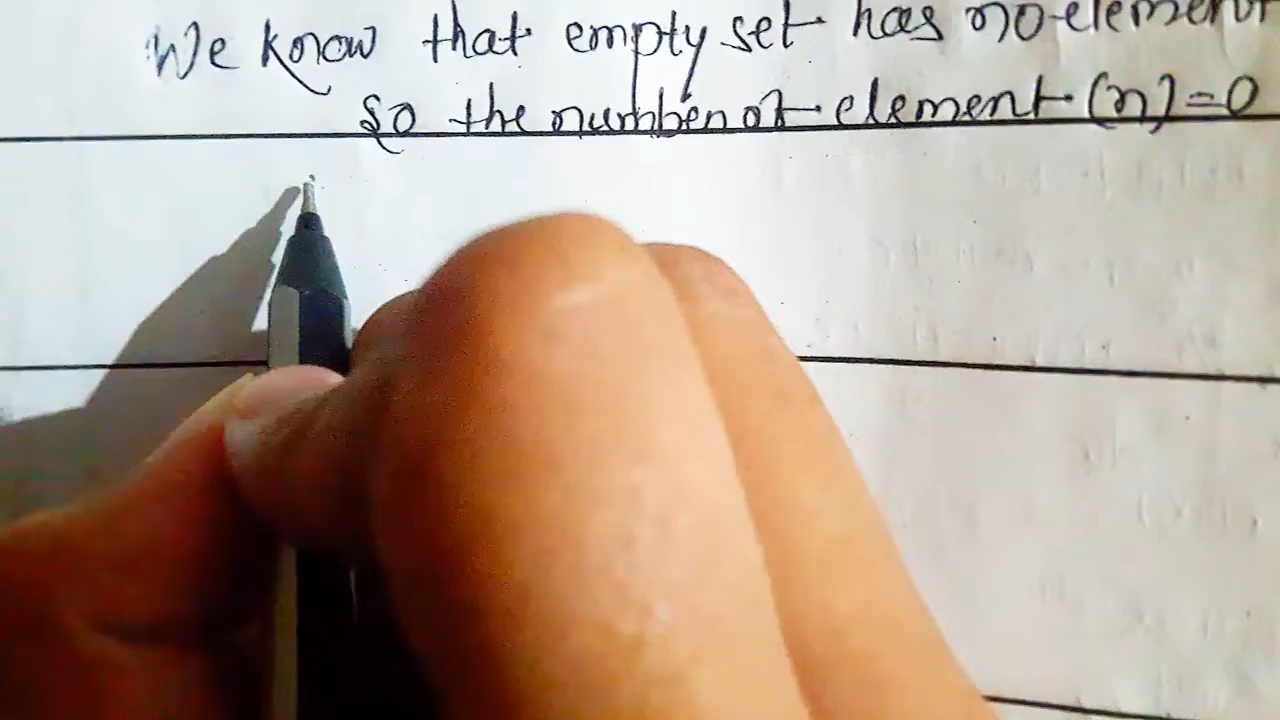 We know that empty set has no element
so the number of element (n)=0